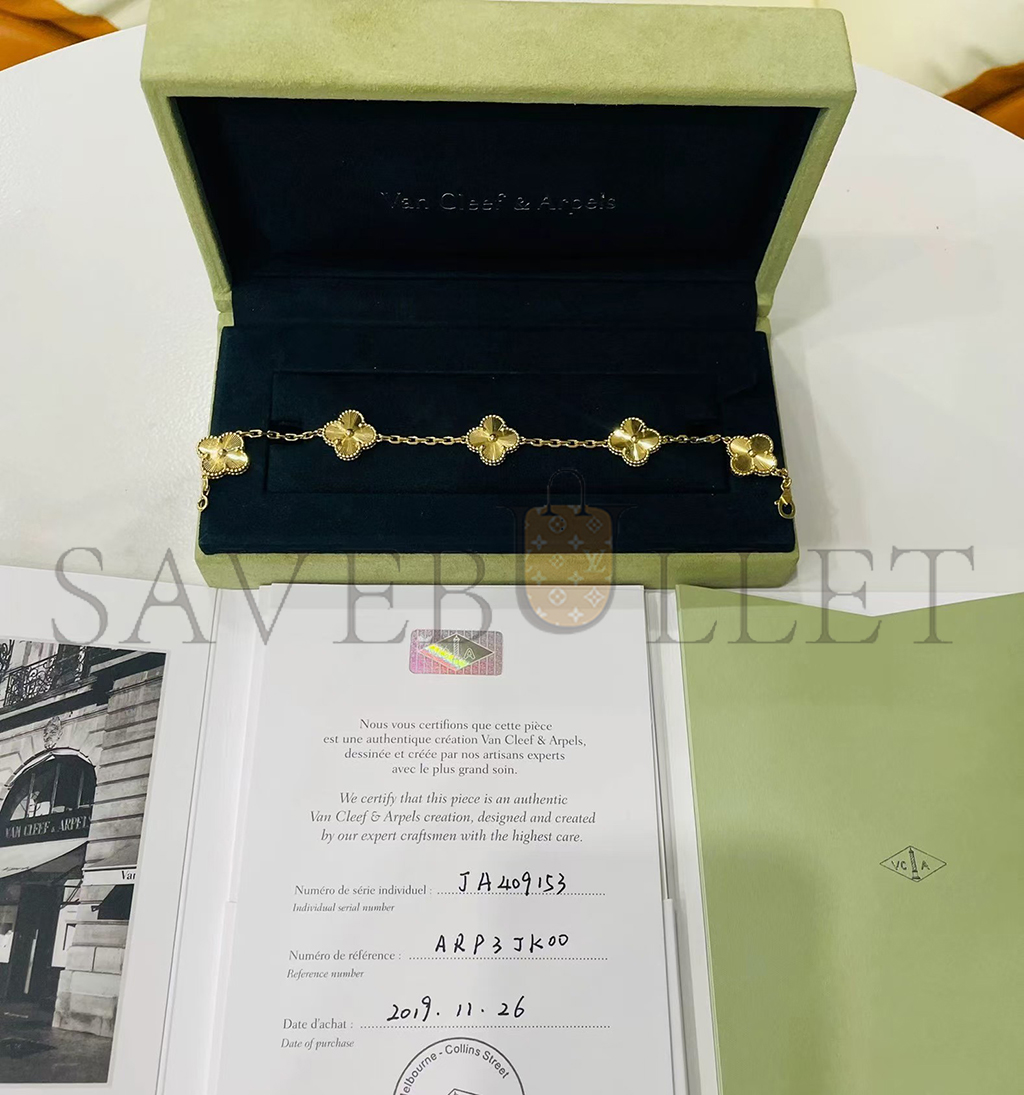 Van Cleef & Arpels
SAVEBULLET
Nous vous certifions que cette pièce
est une authentique création Van Cleef & Arpels,
dessinée et créée par nos artisans experts
avec le plus grand soin.
We certify that this piece is an authentic
Van Cleef & Arpels creation, designed and created
by our expert craftsmen with the highest care.
VAN CLEEF & ARPELS
Van
Numéro de série individuel : JH409153
Individual serial number
VC A
Numéro de référence : ARP3JK00
Reference number
Date d'achat : 2019.11.26
Date of purchase
elbourne - Collins Street